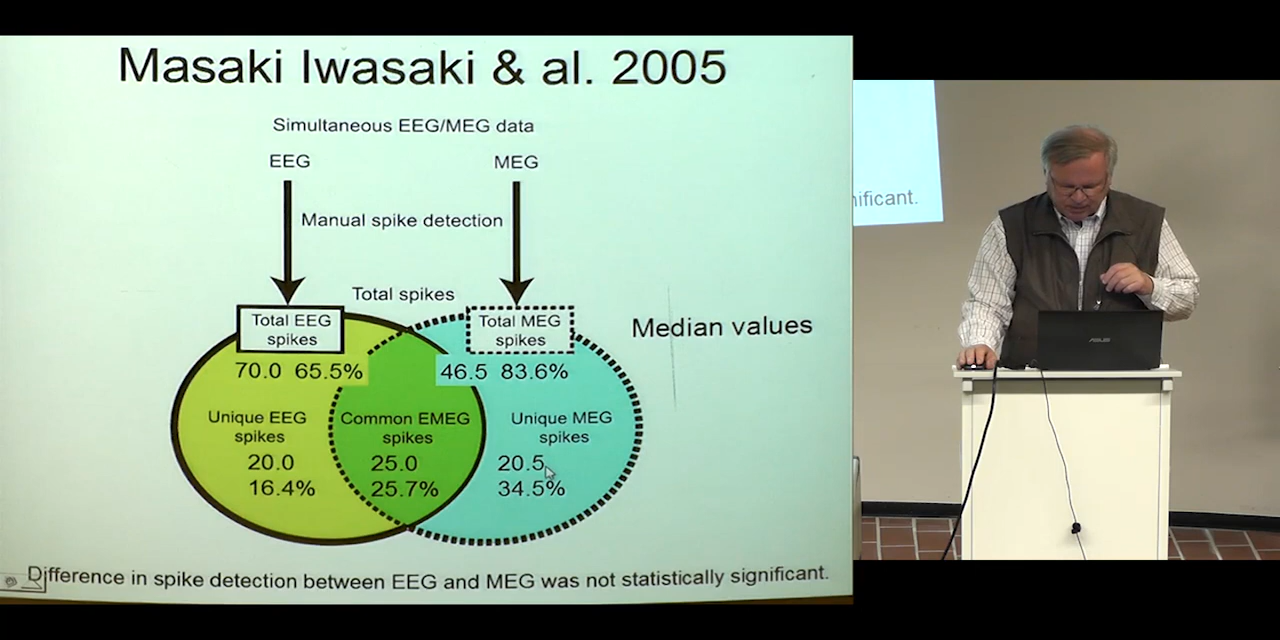 Masaki Iwasaki & al. 2005
Simultaneous EEG/MEG data
EEG
MEG
Manual spike detection
Total spikes
Total EEG
spikes
Total MEG
spikes
70.0 65.5%
46.5 83.6%
Median values
Unique EEG
spikes
20.0
16.4%
Common EMEG
spikes
25.0
25.7%
Unique MEG
spikes
20.5
34.5%
Difference in spike detection between EEG and MEG was not statistically significant.
nificant.
ASUS